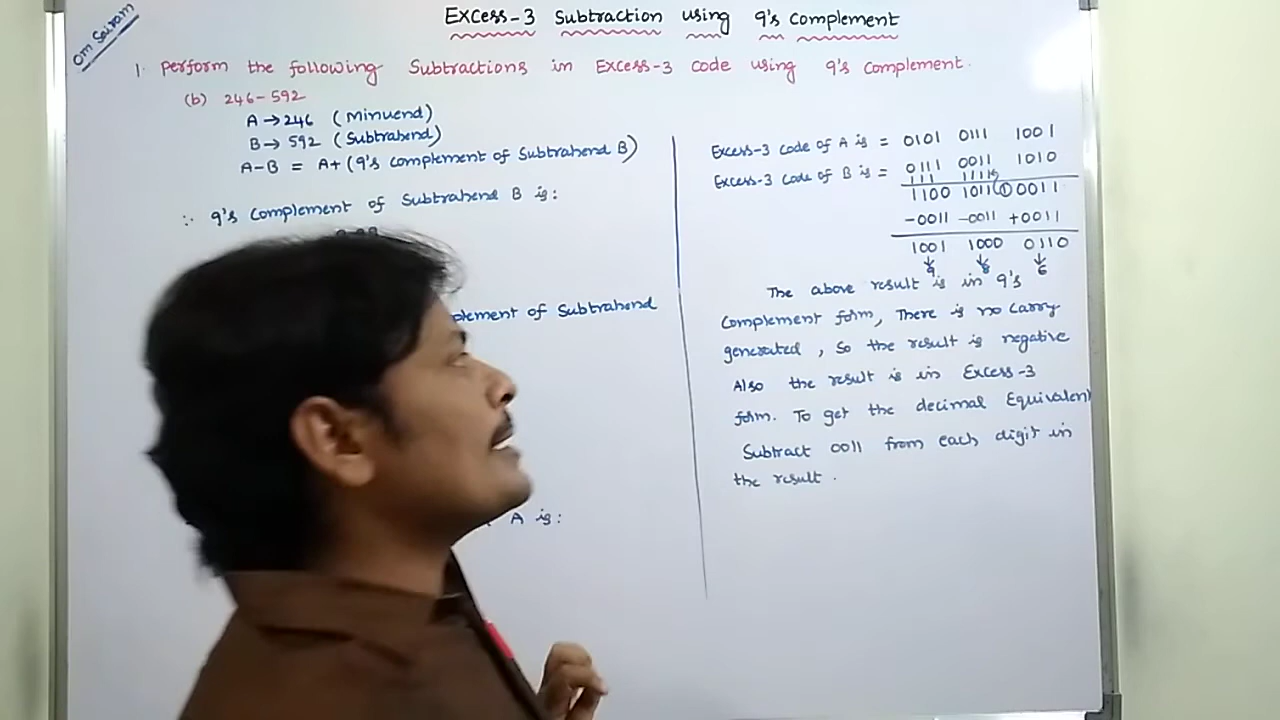 Om Sairam
Excess-3 Subtraction using 9's complement
1. Perform the following Subtractions in Excess-3 code using 9's complement.
(b) 246-592
A → 246 (Minuend)
B → 592 (Subtrahend)
A-B = A+(9's complement of Subtrahend B)
∴ 9's complement of Subtrahend B is:
plement of Subtrahend
A is:
Excess-3 code of A is = 0101 0111 1001
Excess-3 code of B is = 0111 0011 1010
111 1111
1100 1011 ① 0011
-0011 -0011 +0011
1001 1000 0110
↓ ↓ ↓
9 8 6
The above result is in 9's
complement form, There is no carry
generated, So the result is negative
Also the result is in Excess-3
form. To get the decimal Equivalent
Subtract 0011 from each digit in
the result.